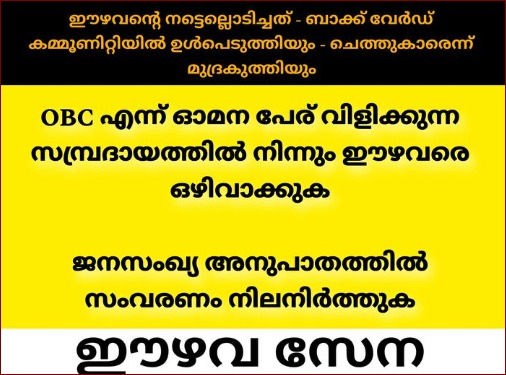 ഈഴവന്റെ നട്ടെല്ലൊടിച്ചത് - ബാക്ക് വേർഡ്
കമ്മൂണിറ്റിയിൽ ഉൾപെടുത്തിയും - ചെത്തുകാരെന്ന്
മുദ്രകുത്തിയും
OBC എന്ന് ഓമന പേര് വിളിക്കുന്ന
സമ്പ്രദായത്തിൽ നിന്നും ഈഴവരെ
ഒഴിവാക്കുക
ജനസംഖ്യ അനുപാതത്തിൽ
സംവരണം നിലനിർത്തുക
ഈഴവ സേന